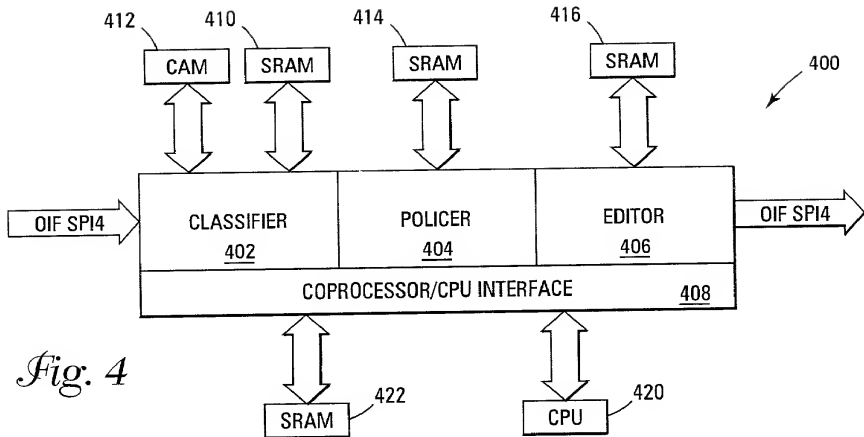 412 410 414 416
CAM SRAM SRAM SRAM
400
OIF SPI4 CLASSIFIER POLICER EDITOR OIF SPI4
402 404 406
COPROCESSOR/CPU INTERFACE 408
Fig. 4
SRAM 422 CPU 420